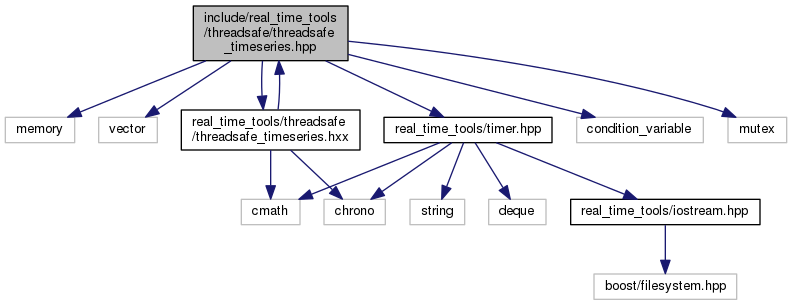 include/real_time_tools
/threadsafe/threadsafe
_timeseries.hpp
memory
vector
real_time_tools/threadsafe
/threadsafe_timeseries.hxx
real_time_tools/timer.hpp
condition_variable
mutex
cmath
chrono
string
deque
real_time_tools/iostream.hpp
boost/filesystem.hpp